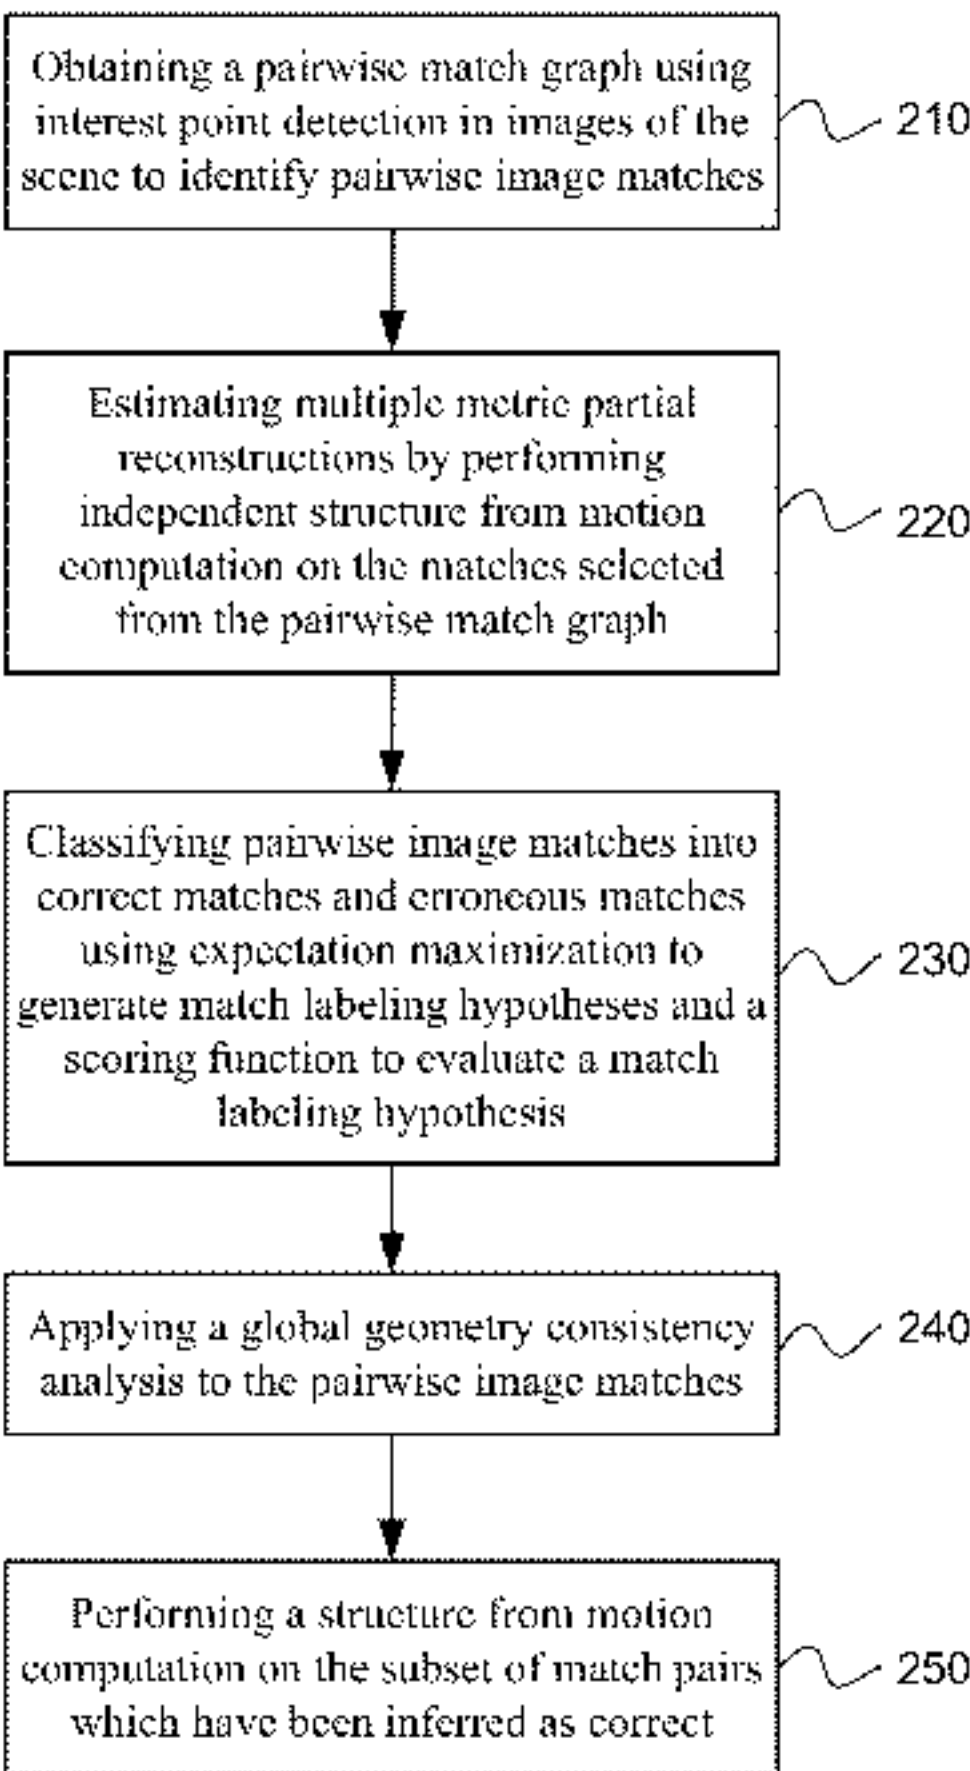 Obtaining a pairwise match graph using
interest point detection in images of the
scene to identify pairwise image matches
210
Estimating multiple metric partial
reconstructions by performing
independent structure from motion
computation on the matches selected
from the pairwise match graph
220
Classifying pairwise image matches into
correct matches and erroneous matches
using expectation maximization to
generate match labeling hypotheses and a
scoring function to evaluate a match
labeling hypothesis
230
Applying a global geometry consistency
analysis to the pairwise image matches
240
Performing a structure from motion
computation on the subset of match pairs
which have been inferred as correct
250